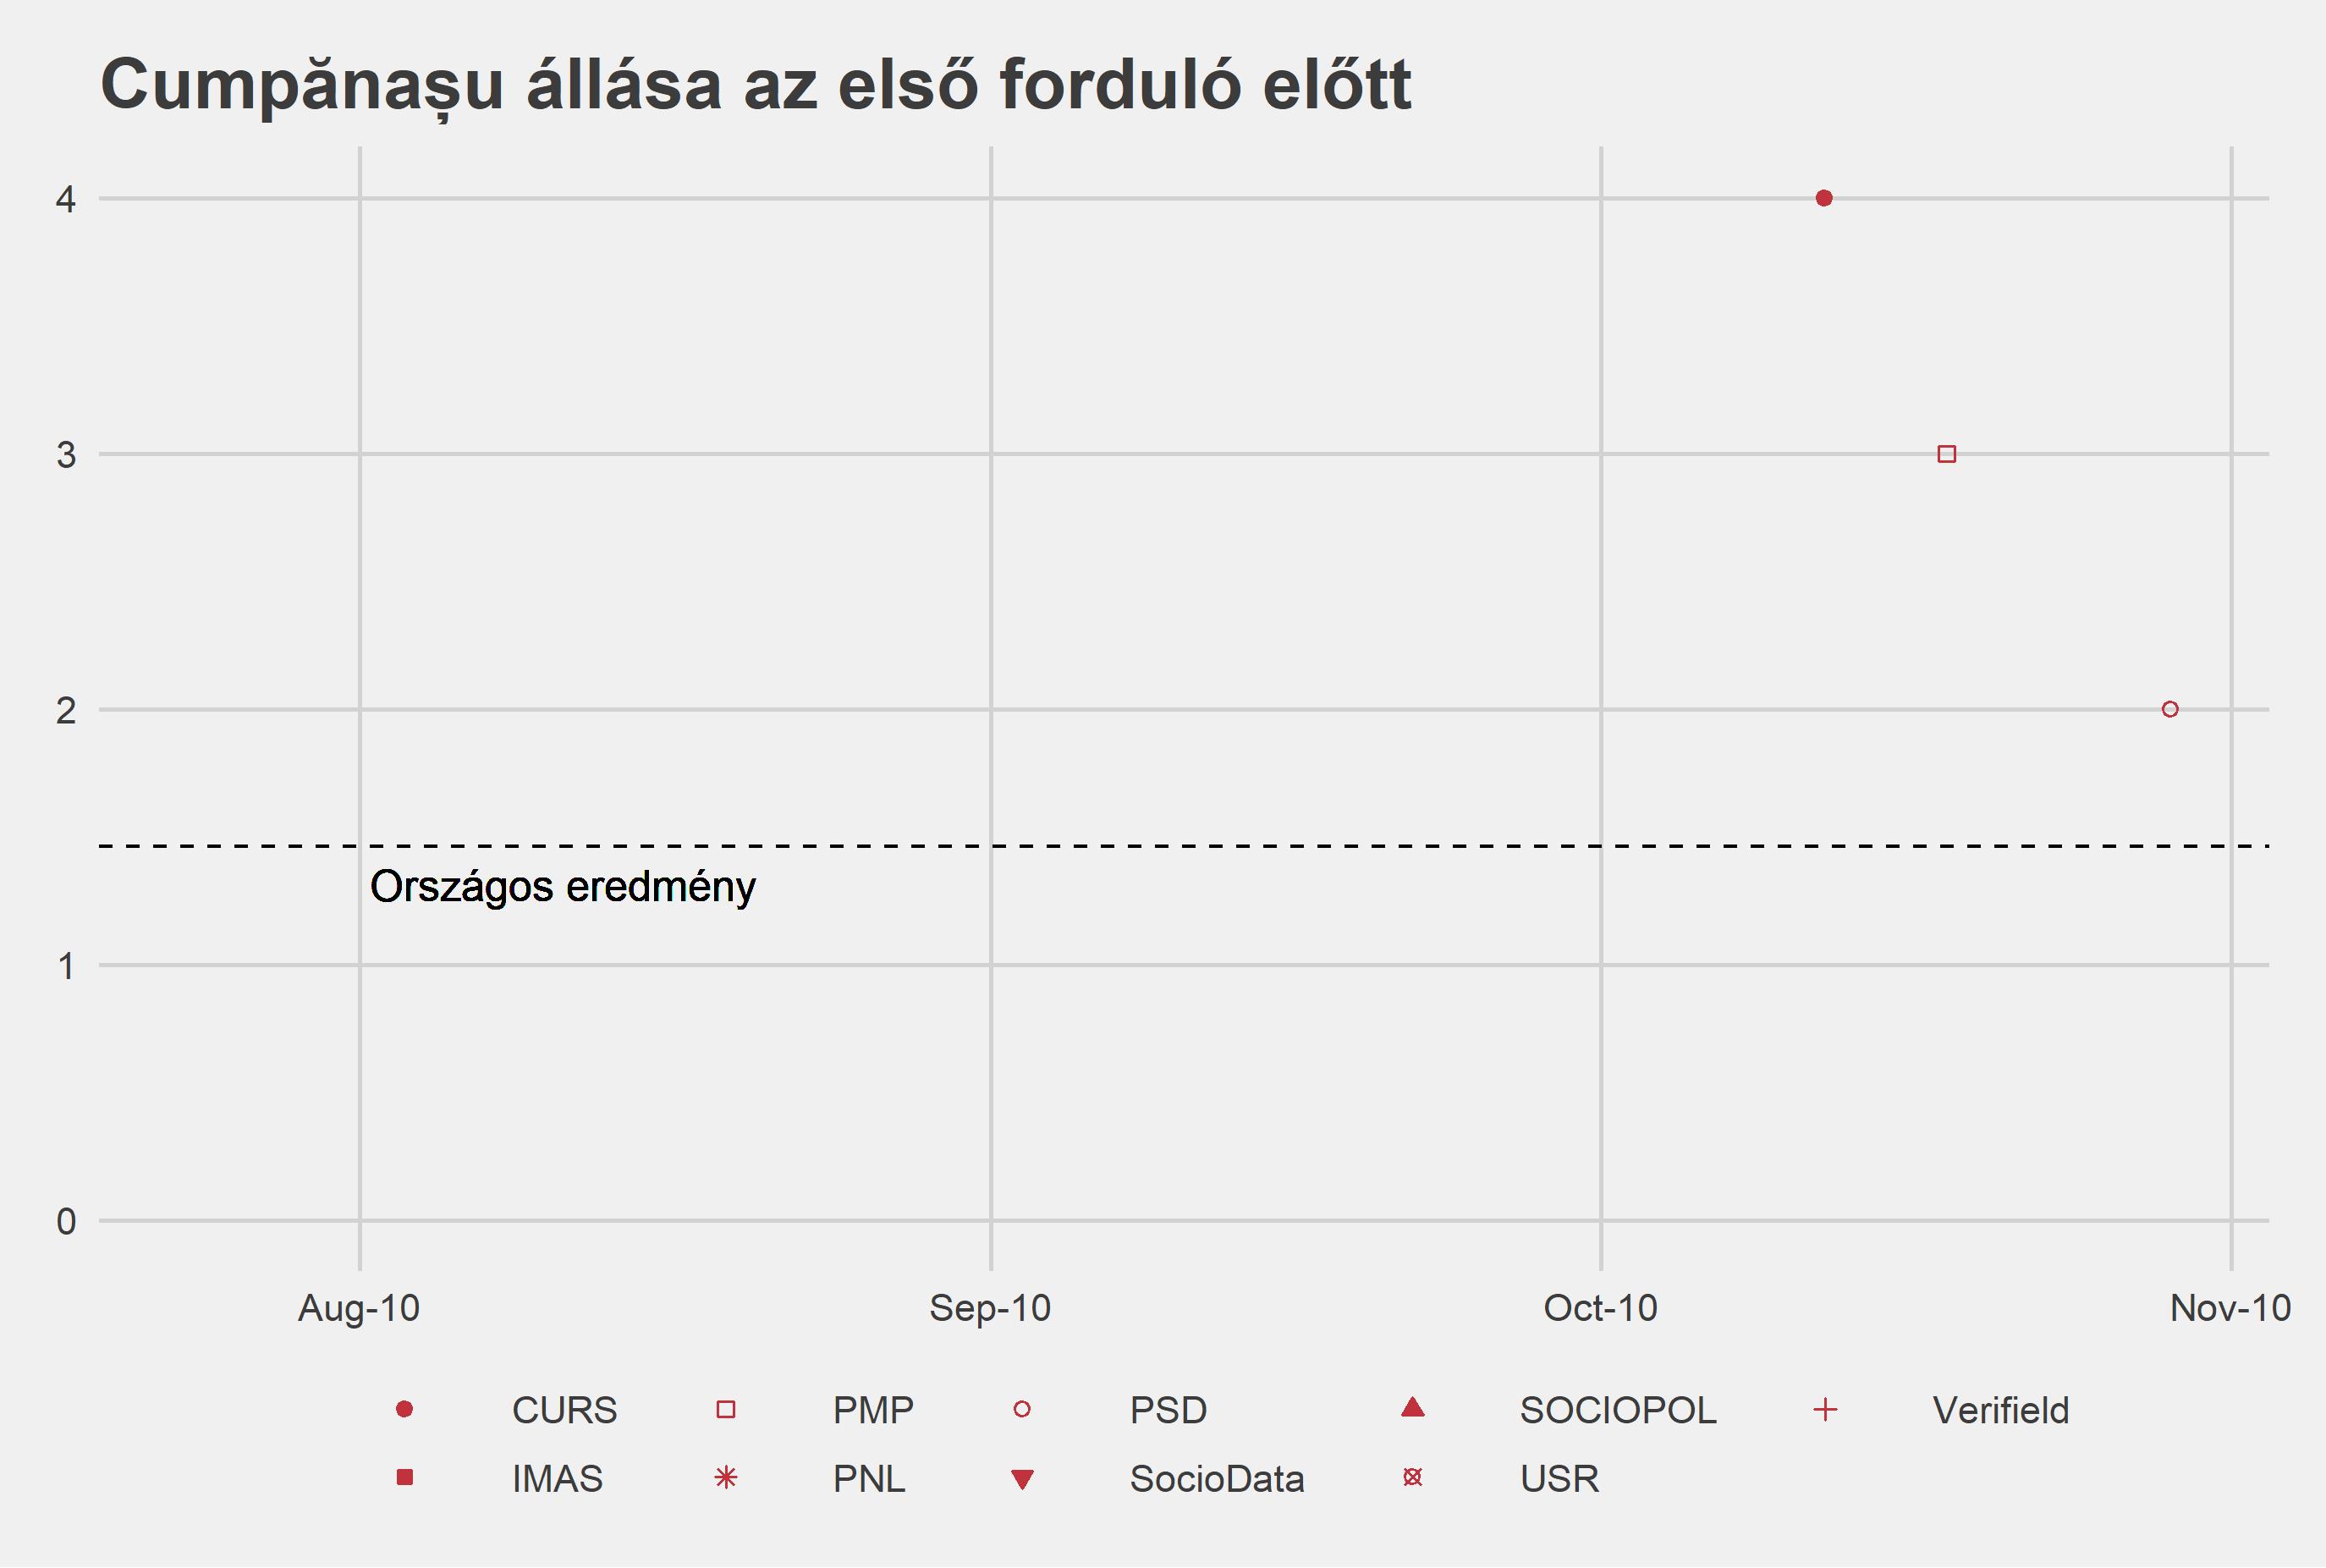 Cumpănașu állása az első forduló előtt
4
3
2
Országos eredmény
1
0
Aug-10 Sep-10 Oct-10 Nov-10
CURS PMP PSD SOCIOPOL Verifield
IMAS PNL SocioData USR